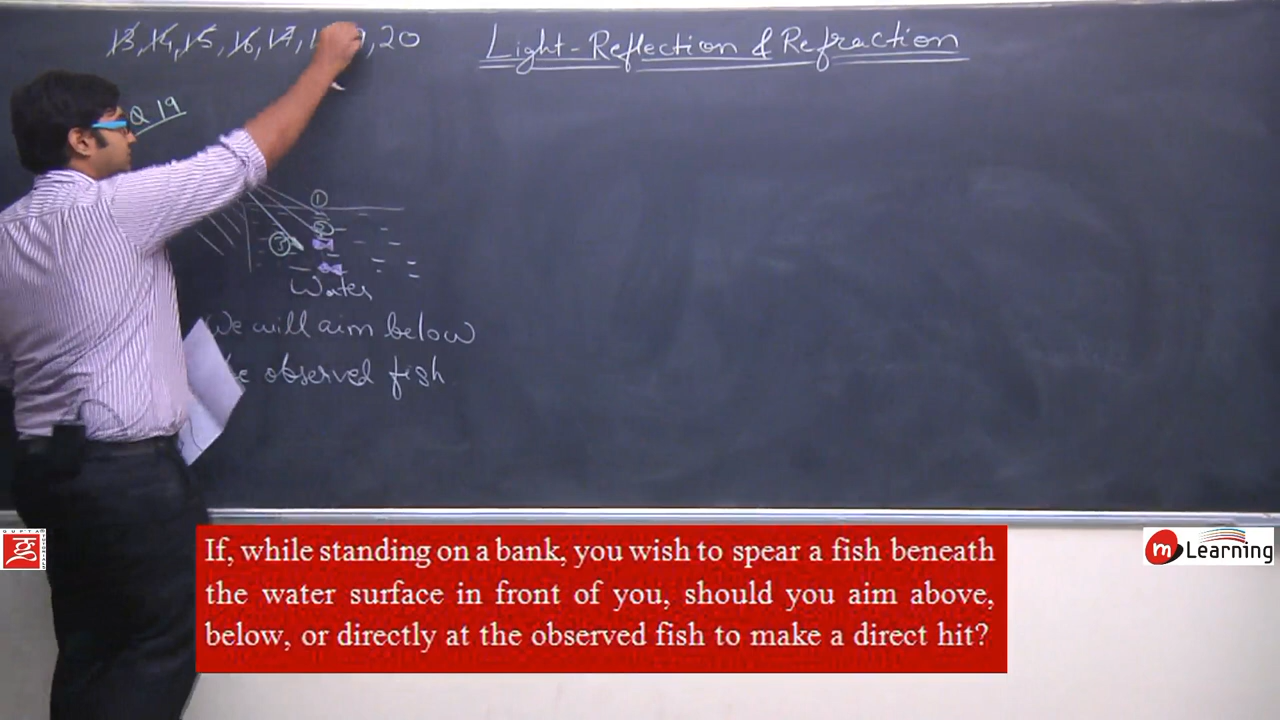 13, 14, 15, 16, 17, 1 , 20
Light-Reflection & Refraction
Q 19
①
②
③
Water
We will aim below
observed fish
If, while standing on a bank, you wish to spear a fish beneath
the water surface in front of you, should you aim above,
below, or directly at the observed fish to make a direct hit?
GUPTA
m Learning